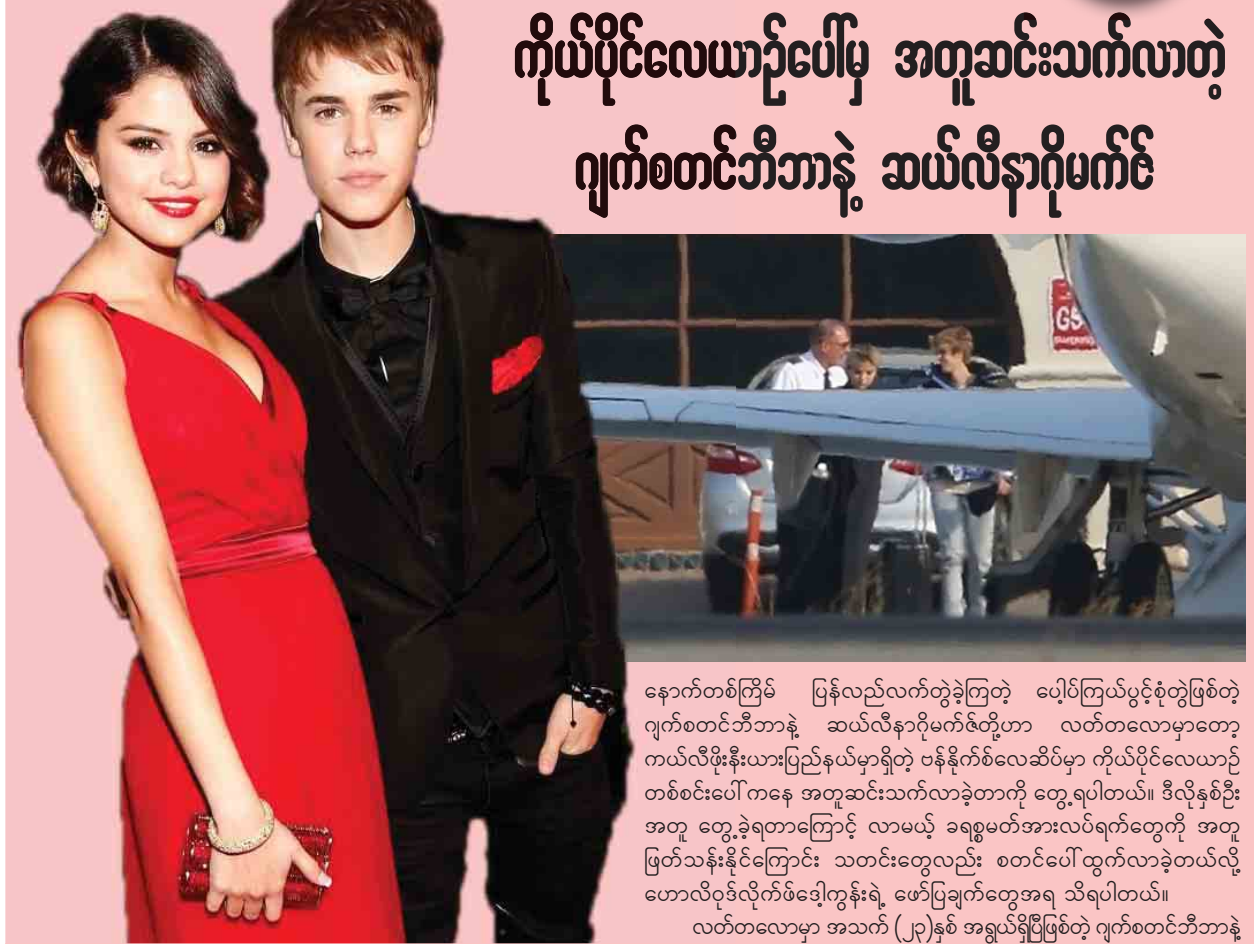 ကိုယ်ပိုင်လေယာဉ်ပေါ်မှ အတူဆင်းသက်လာတဲ့
ဂျက်စတင်ဘီဘာနဲ့ ဆယ်လီနာဂိုမက်ဇ်
GS
နောက်တစ်ကြိမ် ပြန်လည်လက်တွဲခဲ့ကြတဲ့ ပေါ့ပ်ကြယ်ပွင့်စုံတွဲဖြစ်တဲ့
ဂျက်စတင်ဘီဘာနဲ့ ဆယ်လီနာဂိုမက်ဇ်တို့ဟာ လတ်တလောမှာတော့
ကယ်လီဖိုးနီးယားပြည်နယ်မှာရှိတဲ့ ဗန်နိုက်စ်လေဆိပ်မှာ ကိုယ်ပိုင်လေယာဉ်
တစ်စင်းပေါ်ကနေ အတူဆင်းသက်လာခဲ့တာကို တွေ့ရပါတယ်။ ဒီလိုနှစ်ဦး
အတူ တွေ့ခဲ့ရတာကြောင့် လာမယ့် ခရစ္စမတ်အားလပ်ရက်တွေကို အတူ
ဖြတ်သန်းနိုင်ကြောင်း သတင်းတွေလည်း စတင်ပေါ်ထွက်လာခဲ့တယ်လို့
ဟောလိဝုဒ်လိုက်ဖ်ဒေါ့ကွန်းရဲ့ ဖော်ပြချက်တွေအရ သိရပါတယ်။
လတ်တလောမှာ အသက် (၂၃)နှစ် အရွယ်ရှိပြီဖြစ်တဲ့ ဂျက်စတင်ဘီဘာနဲ့